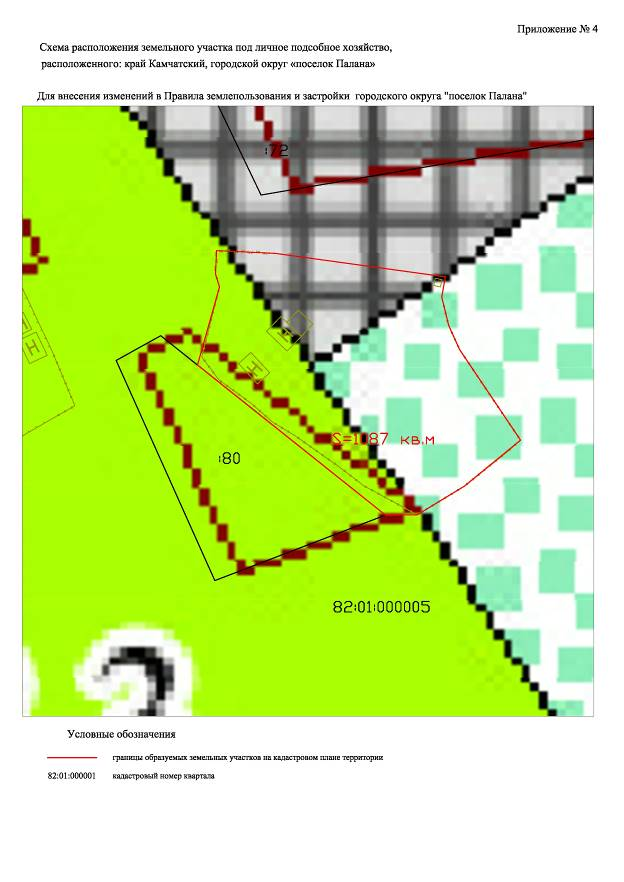 Приложение № 4
Схема расположения земельного участка под личное подсобное хозяйство,
расположенного: край Камчатский, городской округ «поселок Палана»
Для внесения изменений в Правила землепользования и застройки городского округа "поселок Палана"
:72
Н
Н
Н
S=1087 кв.м
:80
82:01:000005
Условные обозначения
границы образуемых земельных участков на кадастровом плане территории
82:01:000001 кадастровый номер квартала